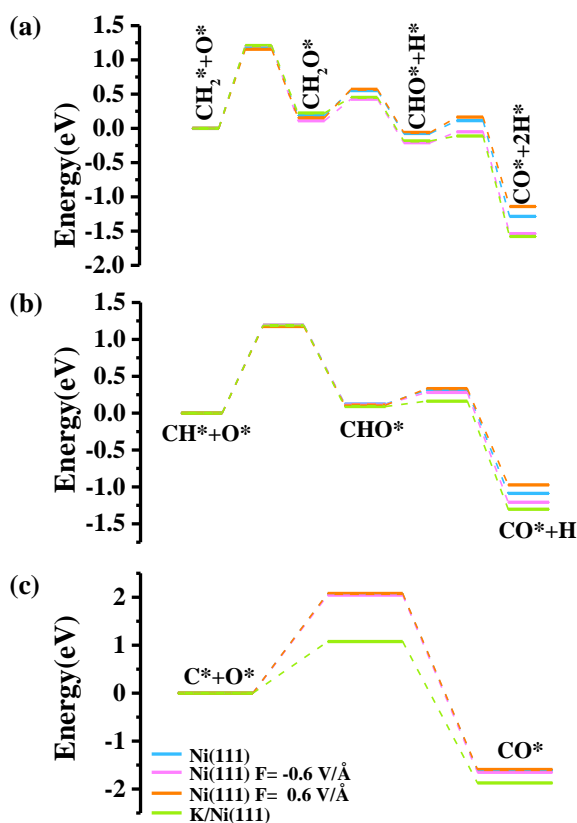 (a)
Energy(eV)
1.5
1.0
0.5
0.0
-0.5
-1.0
-1.5
-2.0
CH2*+O*
CH2O*
CHO*+H*
CO*+2H*
(b)
Energy(eV)
1.5
1.0
0.5
0.0
-0.5
-1.0
-1.5
CH*+O*
CHO*
CO*+H
(c)
Energy(eV)
2
1
0
-1
-2
C*+O*
CO*
Ni(111)
Ni(111) F= -0.6 V/Å
Ni(111) F= 0.6 V/Å
K/Ni(111)